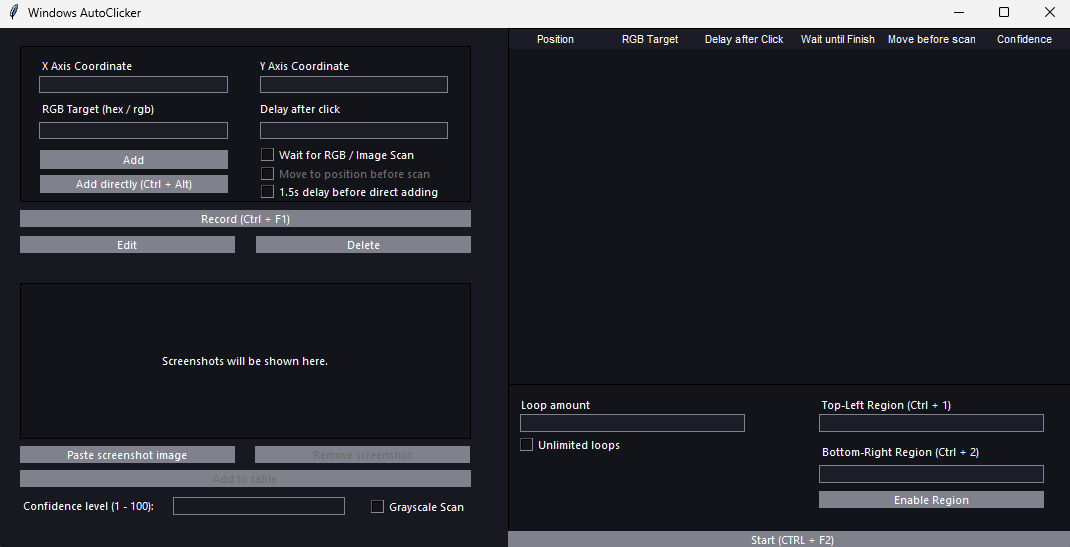 Windows AutoClicker
X Axis Coordinate
Y Axis Coordinate
RGB Target (hex / rgb)
Delay after click
Add
Wait for RGB / Image Scan
Move to position before scan
Add directly (Ctrl + Alt)
1.5s delay before direct adding
Record (Ctrl + F1)
Edit
Delete
Screenshots will be shown here.
Paste screenshot image
Remove screenshot
Add to table
Confidence level (1 - 100):
Grayscale Scan
Position
RGB Target
Delay after Click
Wait until Finish
Move before scan
Confidence
Loop amount
Unlimited loops
Top-Left Region (Ctrl + 1)
Bottom-Right Region (Ctrl + 2)
Enable Region
Start (CTRL + F2)